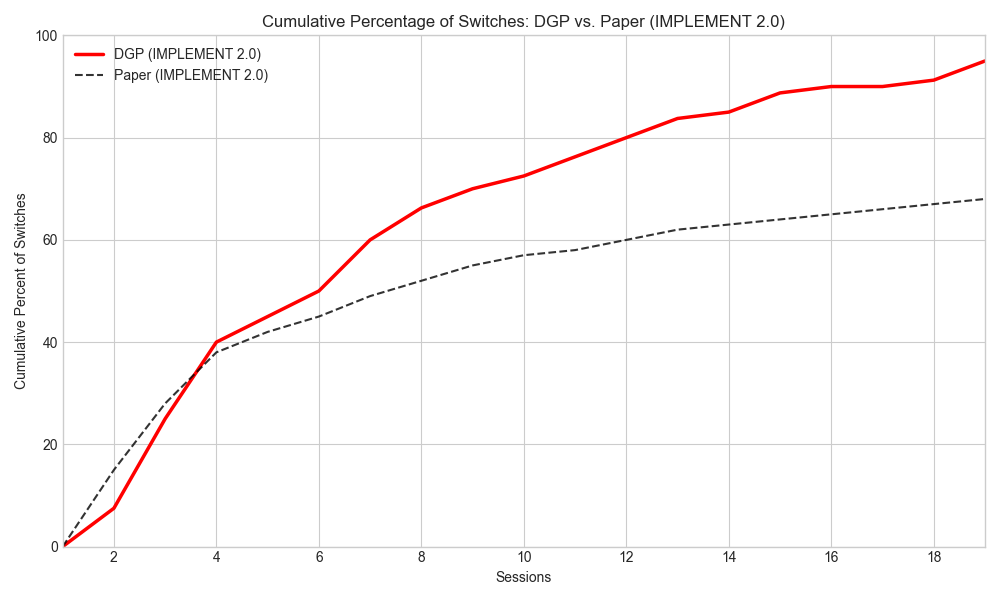 Cumulative Percentage of Switches: DGP vs. Paper (IMPLEMENT 2.0)
DGP (IMPLEMENT 2.0)
Paper (IMPLEMENT 2.0)
Cumulative Percent of Switches
100
80
60
40
20
0
2 4 6 8 10 12 14 16 18
Sessions